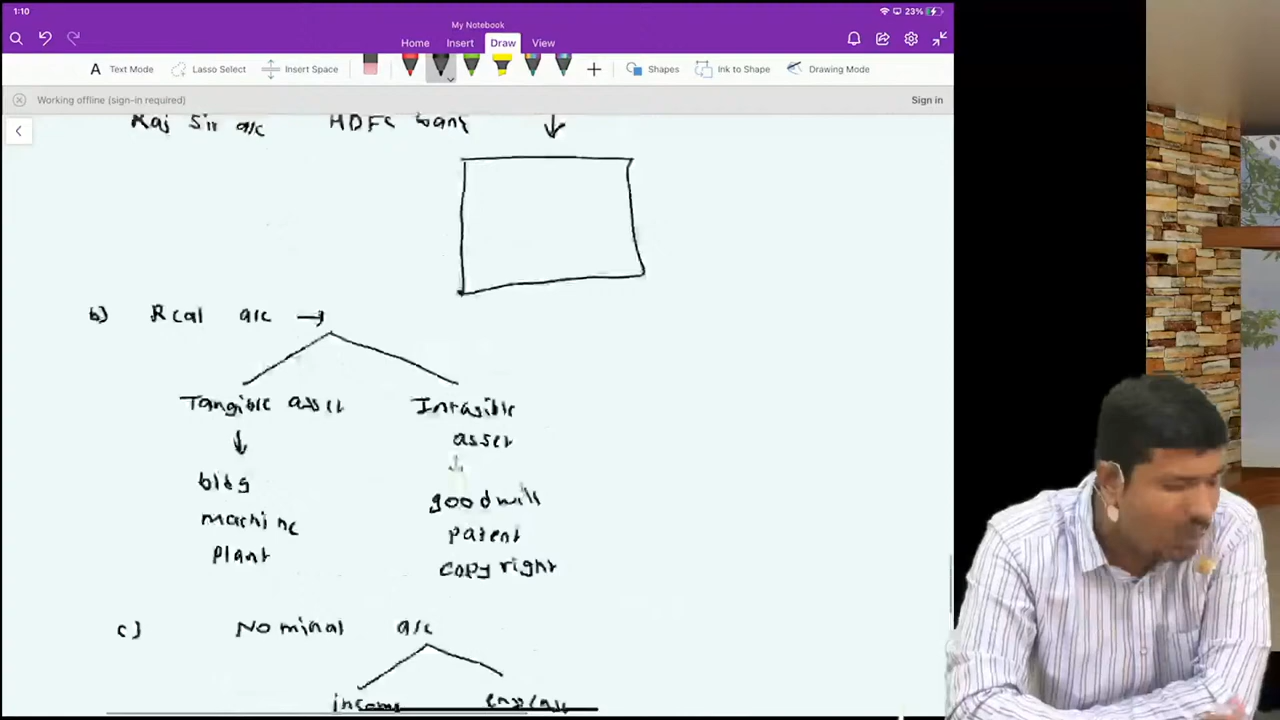 1:10
23%
My Notebook
Home Insert Draw View
Text Mode Lasso Select Insert Space Shapes Ink to Shape Drawing Mode
Working offline (sign-in required) Sign in
Raj Sir a/c HDFC bank
b) Real a/c →
Tangible asset Intagible
asset
bldg
goodwill
machine
patent
plant
copy right
c) Nominal a/c
income